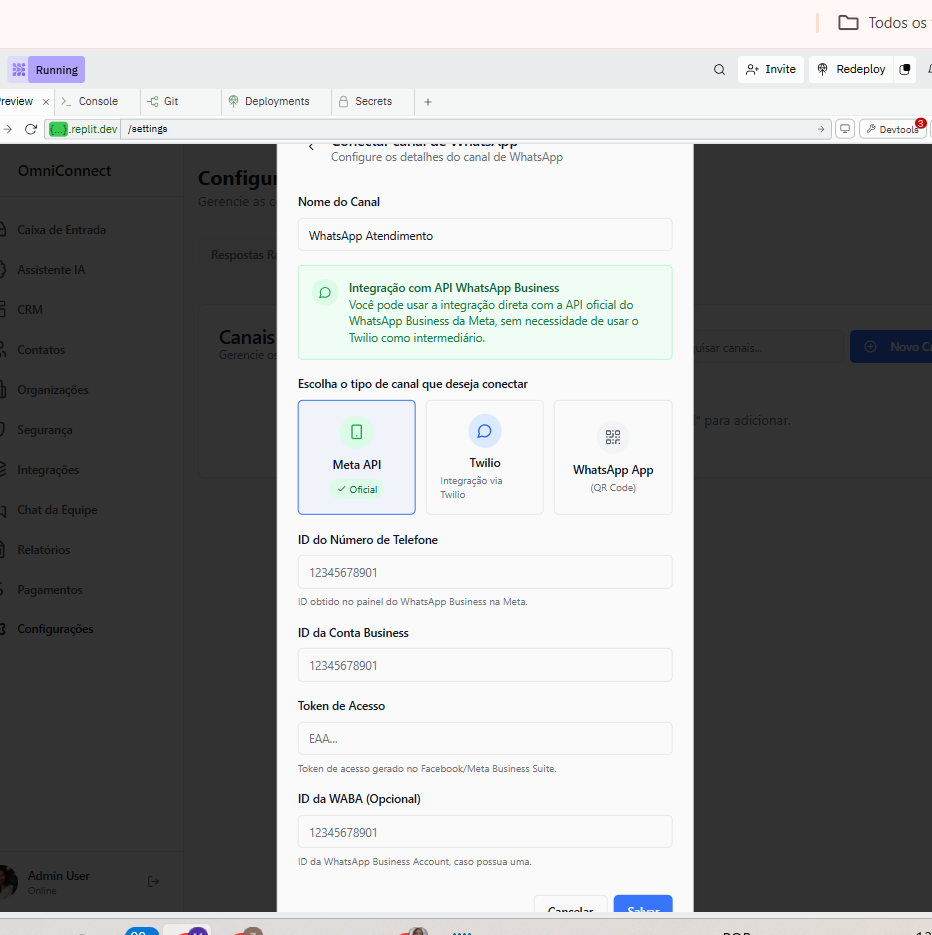 Todos os
Running
Invite
Redeploy
review
Console
Git
Deployments
Secrets
{...}.replit.dev
/settings
Devtools
3
OmniConnect
Configu
Gerencie as c
Caixa de Entrada
Assistente IA
CRM
Contatos
Organizações
Segurança
Integrações
Chat da Equipe
Relatórios
Pagamentos
Configurações
Admin User
Online
Respostas Ra
Canais
Gerencie os
uisar canais...
Novo Ca
" para adicionar.
Conectar canal de WhatsApp
Configure os detalhes do canal de WhatsApp
Nome do Canal
WhatsApp Atendimento
Integração com API WhatsApp Business
Você pode usar a integração direta com a API oficial do
WhatsApp Business da Meta, sem necessidade de usar o
Twilio como intermediário.
Escolha o tipo de canal que deseja conectar
Meta API
Oficial
Twilio
Integração via
Twilio
WhatsApp App
(QR Code)
ID do Número de Telefone
12345678901
ID obtido no painel do WhatsApp Business na Meta.
ID da Conta Business
12345678901
Token de Acesso
EAA...
Token de acesso gerado no Facebook/Meta Business Suite.
ID da WABA (Opcional)
12345678901
ID da WhatsApp Business Account, caso possua uma.
Cancelar
Salvar